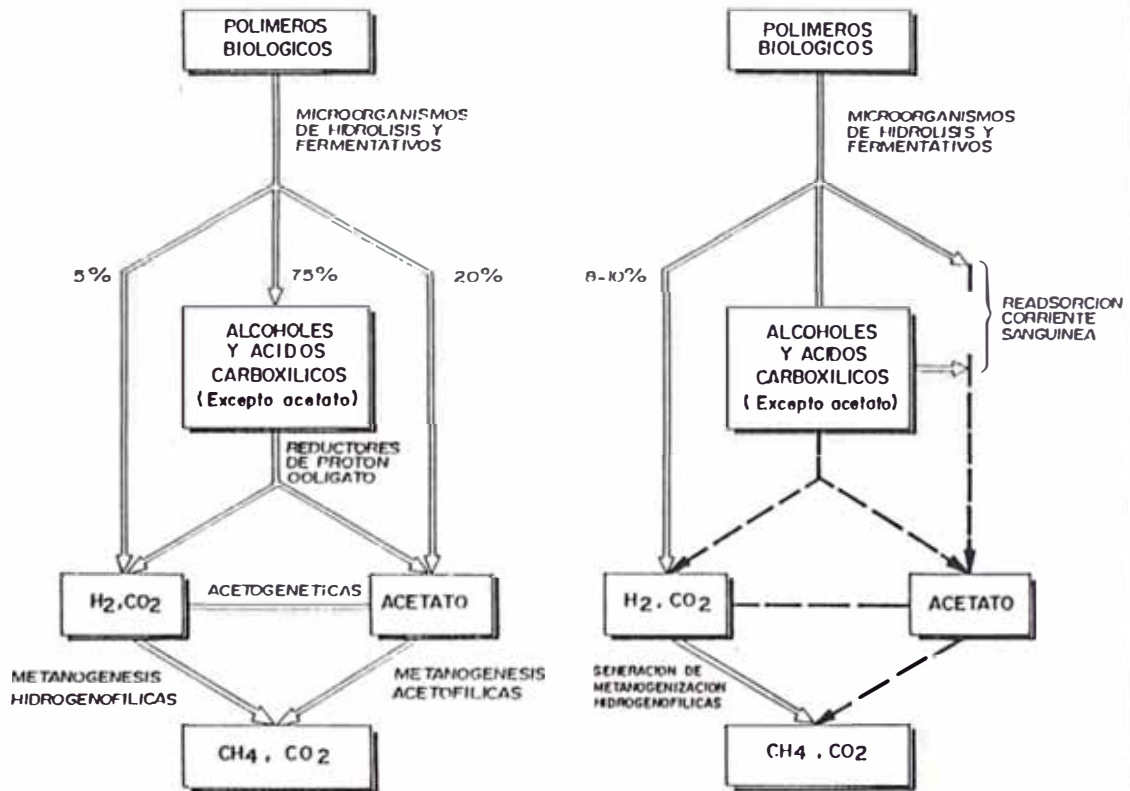 POLIMEROS
BIOLOGICOS
MICROORGANISMOS
DE HIDROLISIS Y
FERMENTATIVOS
5%
75%
20%
ALCOHOLES
Y ACIDOS
CARBOXILICOS
(Excepto acetato)
REDUCTORES
DE PROTON
OOLIGATO
H2,CO2
ACETOGENETICAS
ACETATO
METANOGENESIS
HIDROGENOFILICAS
METANOGENESIS
ACETOFILICAS
CH4, CO2
POLIMEROS
BIOLOGICOS
MICROORGANISMOS
DE HIDROLISIS Y
FERMENTATIVOS
8-10%
READSORCION
CORRIENTE
SANGUINEA
ALCOHOLES
Y ACIDOS
CARBOXILICOS
(Excepto acetato)
H2, CO2
ACETATO
GENERACION DE
METANOGENIZACION
HIDROGENOFILICAS
CH4, CO2